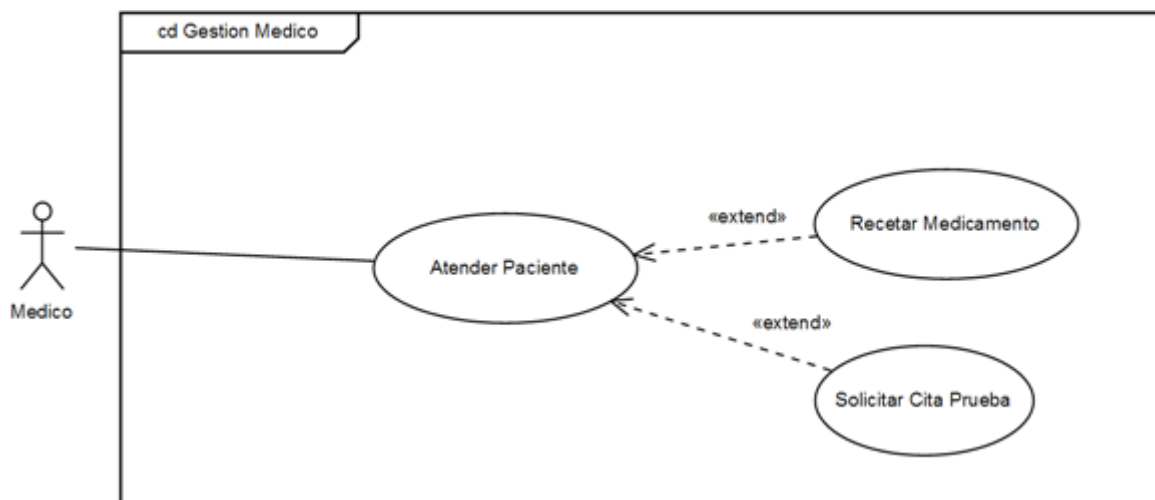 cd Gestion Medico
«extend»
Recetar Medicamento
Atender Paciente
Medico
«extend»
Solicitar Cita Prueba